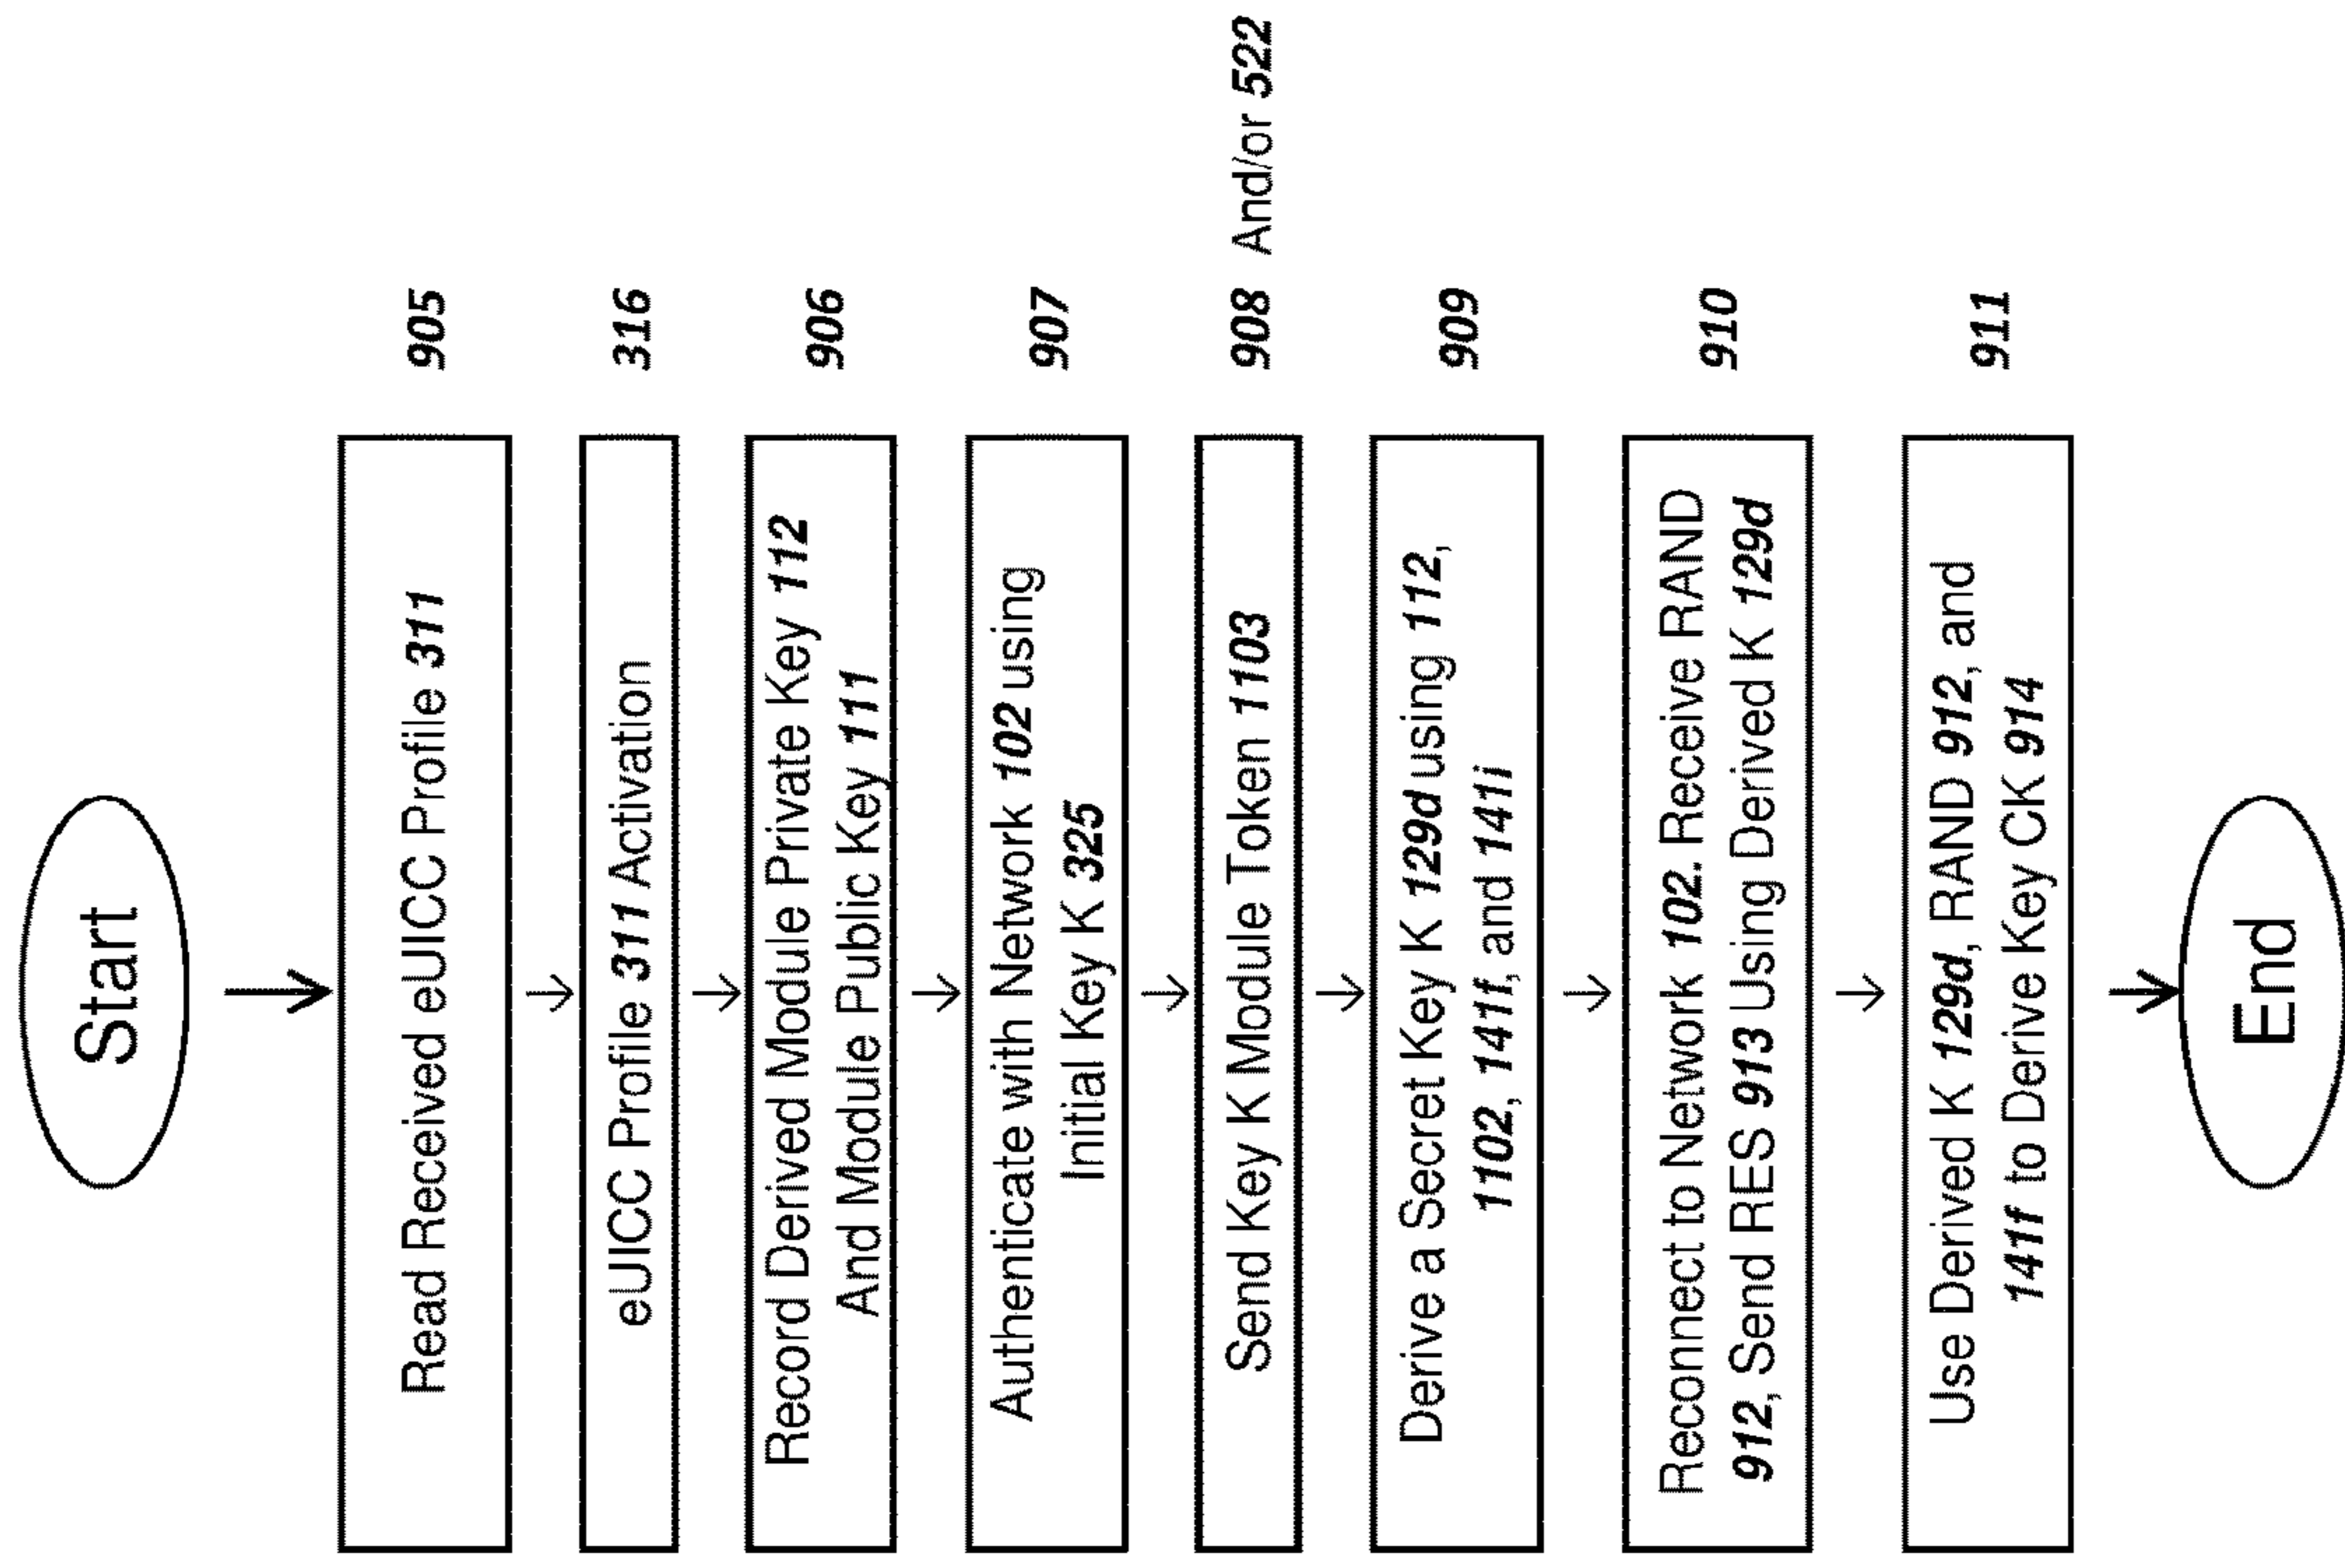 Start
Read Received eUICC Profile 311
905
eUICC Profile 311 Activation
316
Record Derived Module Private Key 112
And Module Public Key 111
906
Authenticate with Network 102 using
Initial Key K 325
907
Send Key K Module Token 1103
908 And/or 522
Derive a Secret Key K 129d using 112,
1102, 141f, and 141i
909
Reconnect to Network 102. Receive RAND
912, Send RES 913 Using Derived K 129d
910
Use Derived K 129d, RAND 912, and
141f to Derive Key CK 914
911
End